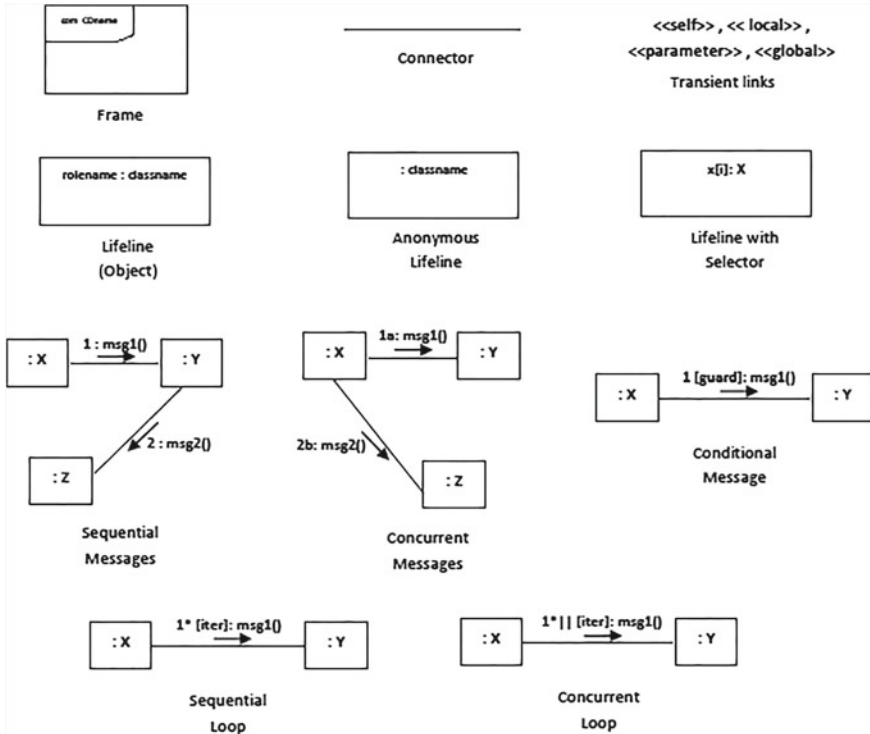 com CDname
Frame
Connector
<<self>> , << local>> ,
<<parameter>> , <<global>>
Transient links
rolename : classname
Lifeline
(Object)
: classname
Anonymous
Lifeline
x[i]: X
Lifeline with
Selector
: X
1 : msg1()
: Y
2 : msg2()
: Z
Sequential
Messages
: X
1a: msg1()
: Y
2b: msg2()
: Z
Concurrent
Messages
: X
1 [guard]: msg1()
: Y
Conditional
Message
: X
1* [iter]: msg1()
: Y
Sequential
Loop
: X
1*|| [iter]: msg1()
: Y
Concurrent
Loop